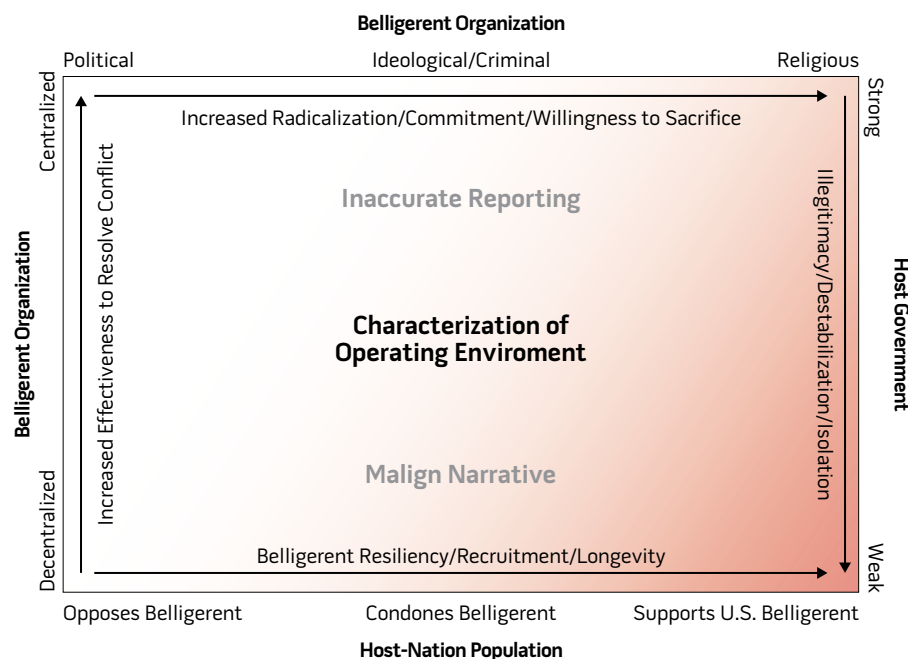 Belligerent Organization
Political Ideological/Criminal Religious
Centralized
Strong
Increased Radicalization/Commitment/Willingness to Sacrifice
Inaccurate Reporting
Belligerent Organization
Increased Effectiveness to Resolve Conflict
Characterization of
Operating Enviroment
Illegitimacy/Destabilization/Isolation
Host Government
Malign Narrative
Decentralized
Belligerent Resiliency/Recruitment/Longevity
Weak
Opposes Belligerent Condones Belligerent Supports U.S. Belligerent
Host-Nation Population